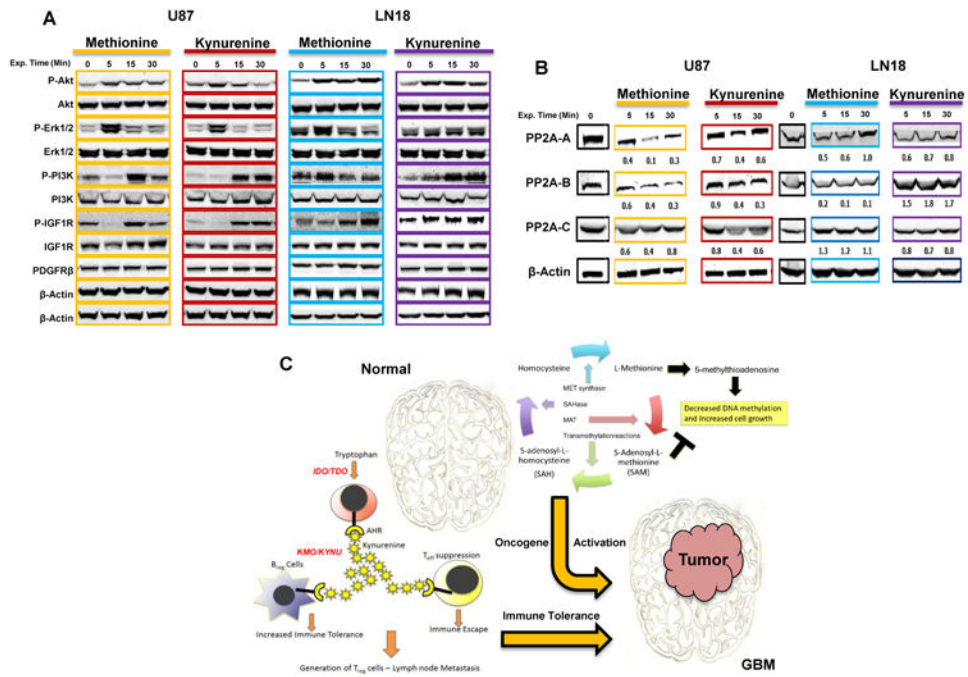 A
U87
LN18
Methionine
Kynurenine
Methionine
Kynurenine
Exp. Time (Min)
0 5 15 30
0 5 15 30
0 5 15 30
0 5 15 30
P-Akt
Akt
P-Erk1/2
Erk1/2
P-PI3K
PI3K
P-IGF1R
IGF1R
PDGFRβ
β-Actin
β-Actin
B
U87
LN18
Methionine
Kynurenine
Methionine
Kynurenine
Exp. Time (Min)
0 5 15 30 5 15 30 0 5 15 30 5 15 30
PP2A-A
0.4 0.1 0.3 0.7 0.4 0.6 0.5 0.6 1.0 0.6 0.7 0.8
PP2A-B
0.6 0.4 0.3 0.9 0.4 0.3 0.2 0.1 0.1 1.5 1.8 1.7
PP2A-C
0.6 0.4 0.8 0.8 0.4 0.6 1.3 1.2 1.1 0.8 0.7 0.8
β-Actin
C
Normal
Homocysteine
L-Methionine
5-methylthioadenosine
MET synthase
SAHase
MAT
Transmethylationreactions
Decreased DNA methylation
and Increased cell growth
S-adenosyl-L-
homocysteine
(SAH)
S-Adenosyl-L-
methionine
(SAM)
Tryptophan
IDO/TDO
AHR
Kynurenine
KMO/KYNU
Breg Cells
Teff suppression
Increased Immune Tolerance
Immune Escape
Generation of Treg cells – Lymph node Metastasis
Oncogene
Activation
Immune Tolerance
Tumor
GBM